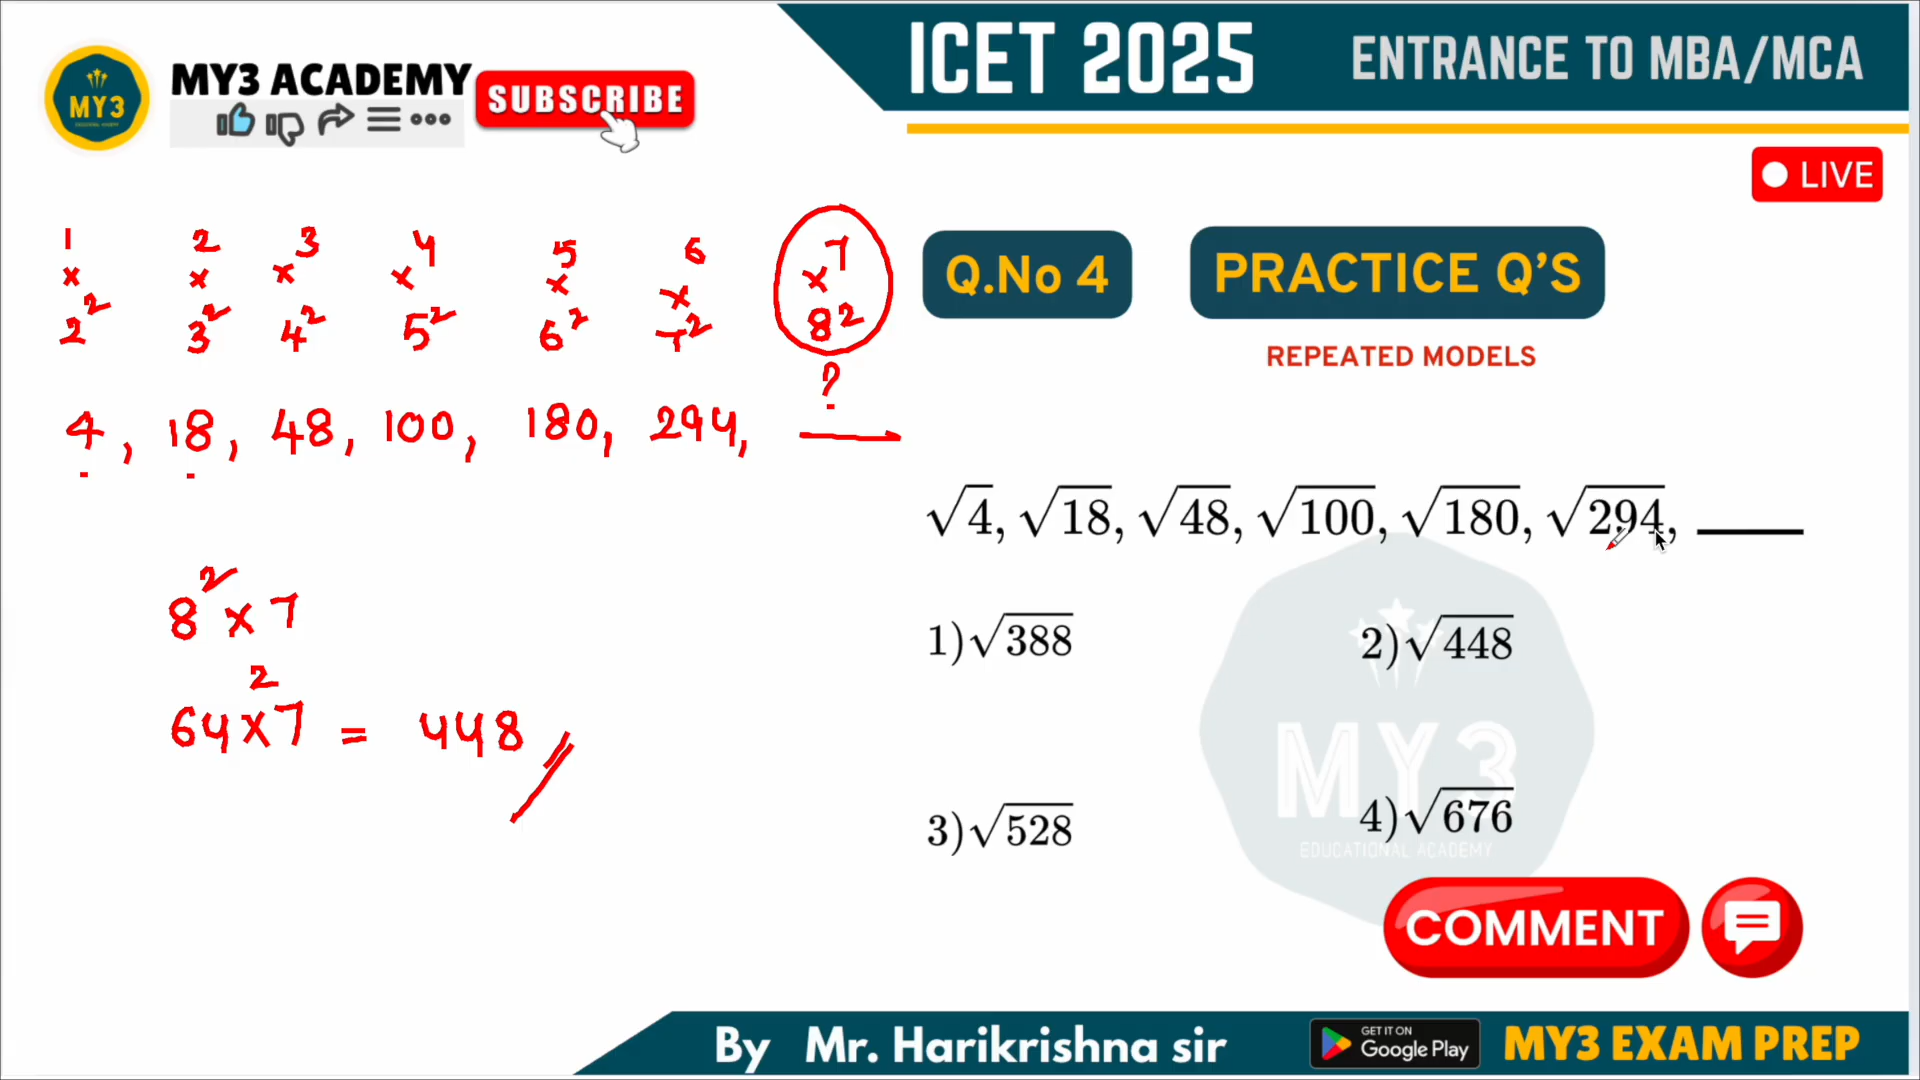 MY3 ACADEMY
MY3
SUBSCRIBE
ICET 2025
ENTRANCE TO MBA/MCA
LIVE
1 2 3 4 5 6 7
× × × × × × ×
2² 3² 4² 5² 6² 7² 8²
?
4, 18, 48, 100, 180, 294, ___
8² × 7
2
64×7 = 448
Q.No 4
PRACTICE Q'S
REPEATED MODELS
√4, √18, √48, √100, √180, √294, ____
1)√388
2)√448
3)√528
4)√676
MY3
EDUCATIONAL ACADEMY
COMMENT
By Mr. Harikrishna sir
GET IT ON
Google Play
MY3 EXAM PREP